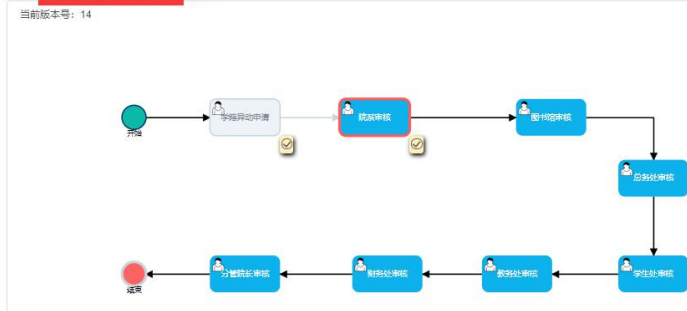 当前版本号：14
开始
学籍异动申请
院系审核
图书馆审核
总务处审核
学生处审核
教务处审核
财务处审核
分管院长审核
结束